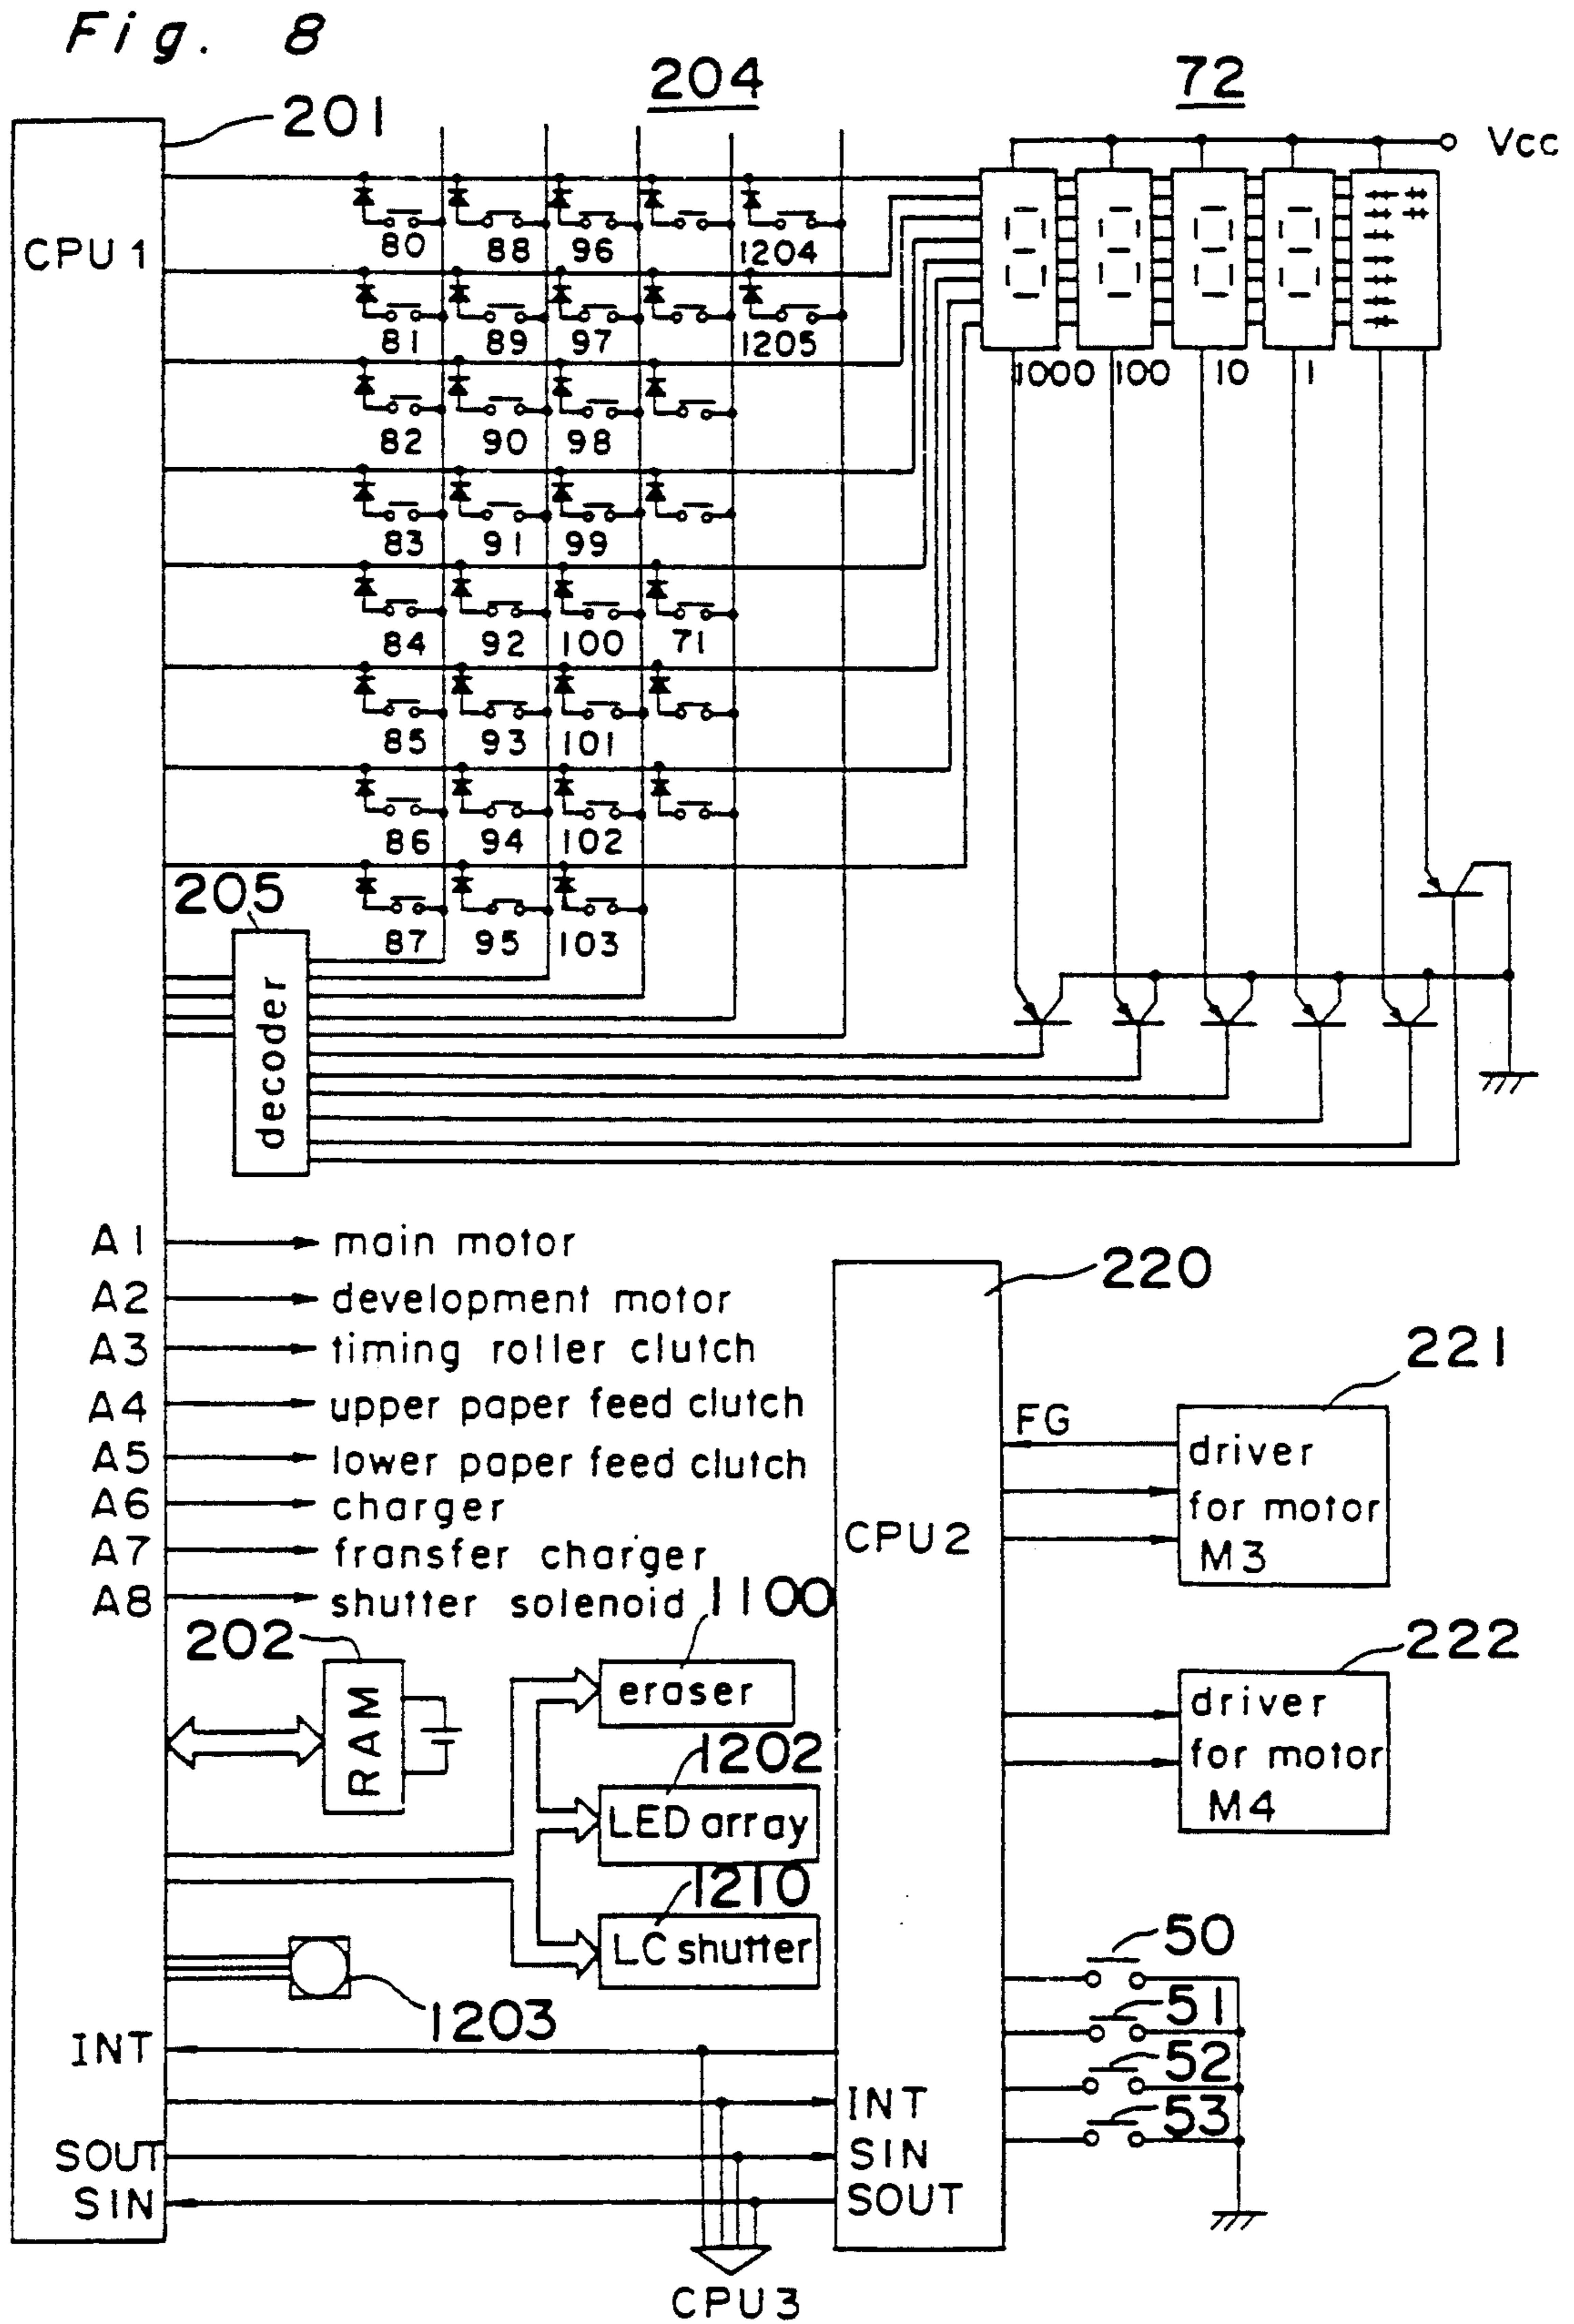 Fig. 8
204
72
201
Vcc
CPU 1
80 88 96 1204
81 89 97 1205
1000 100 10 1
82 90 98
83 91 99
84 92 100 71
85 93 101
86 94 102
205
87 95 103
decoder
A1 main motor
220
A2 development motor
A3 timing roller clutch
221
A4 upper paper feed clutch
FG
driver
for motor
M3
A5 lower paper feed clutch
A6 charger
CPU2
A7 fransfer charger
A8 shutter solenoid
1100
202
222
RAM
eraser
driver
for motor
M4
1202
LED array
1210
LC shutter
50
1203
51
INT
52
INT
53
SOUT
SIN
SIN
SOUT
CPU3